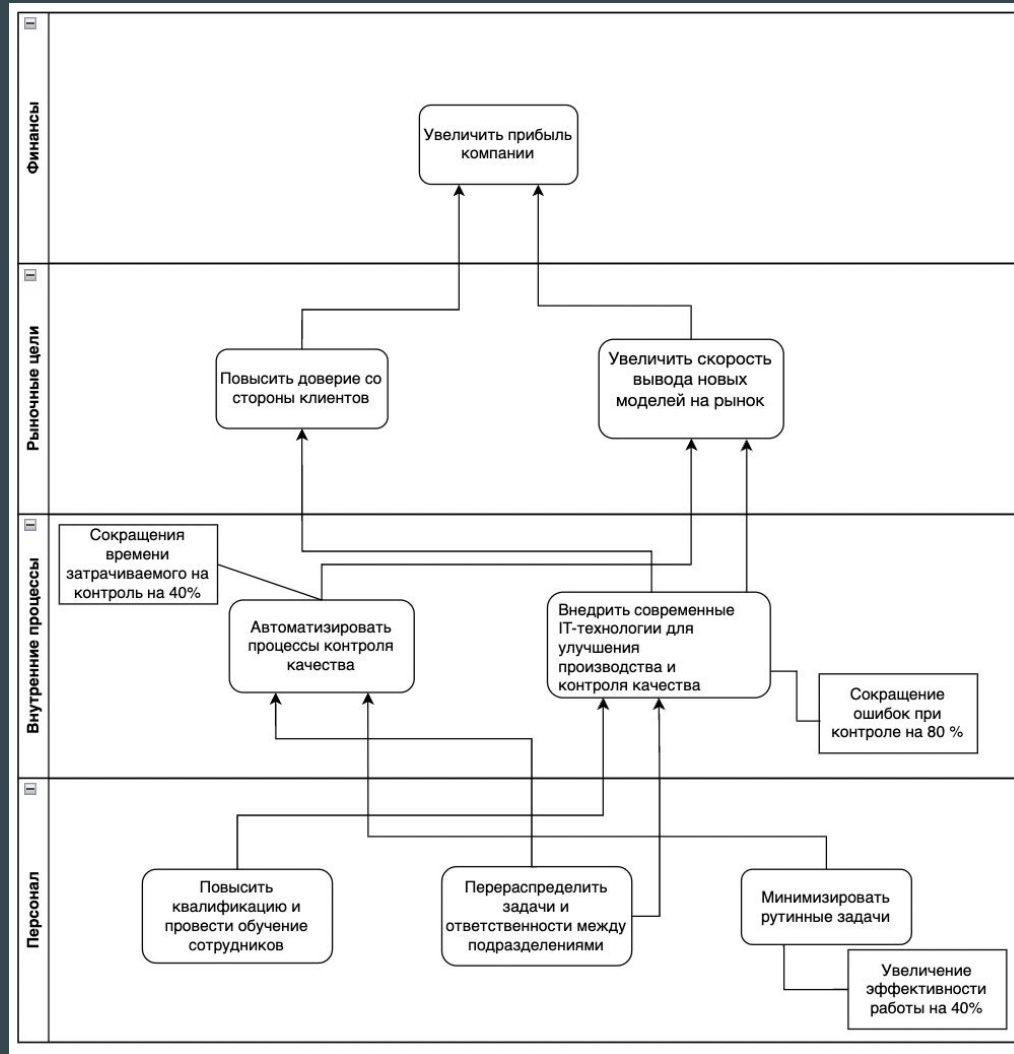 Финансы
Увеличить прибыль
компании
Рыночные цели
Повысить доверие со
стороны клиентов
Увеличить скорость
вывода новых
моделей на рынок
Внутренние процессы
Сокращения
времени
затрачиваемого на
контроль на 40%
Автоматизировать
процессы контроля
качества
Внедрить современные
IT-технологии для
улучшения
производства и
контроля качества
Сокращение
ошибок при
контроле на 80 %
Персонал
Повысить
квалификацию и
провести обучение
сотрудников
Перераспределить
задачи и
ответственности между
подразделениями
Минимизировать
рутинные задачи
Увеличение
эффективности
работы на 40%